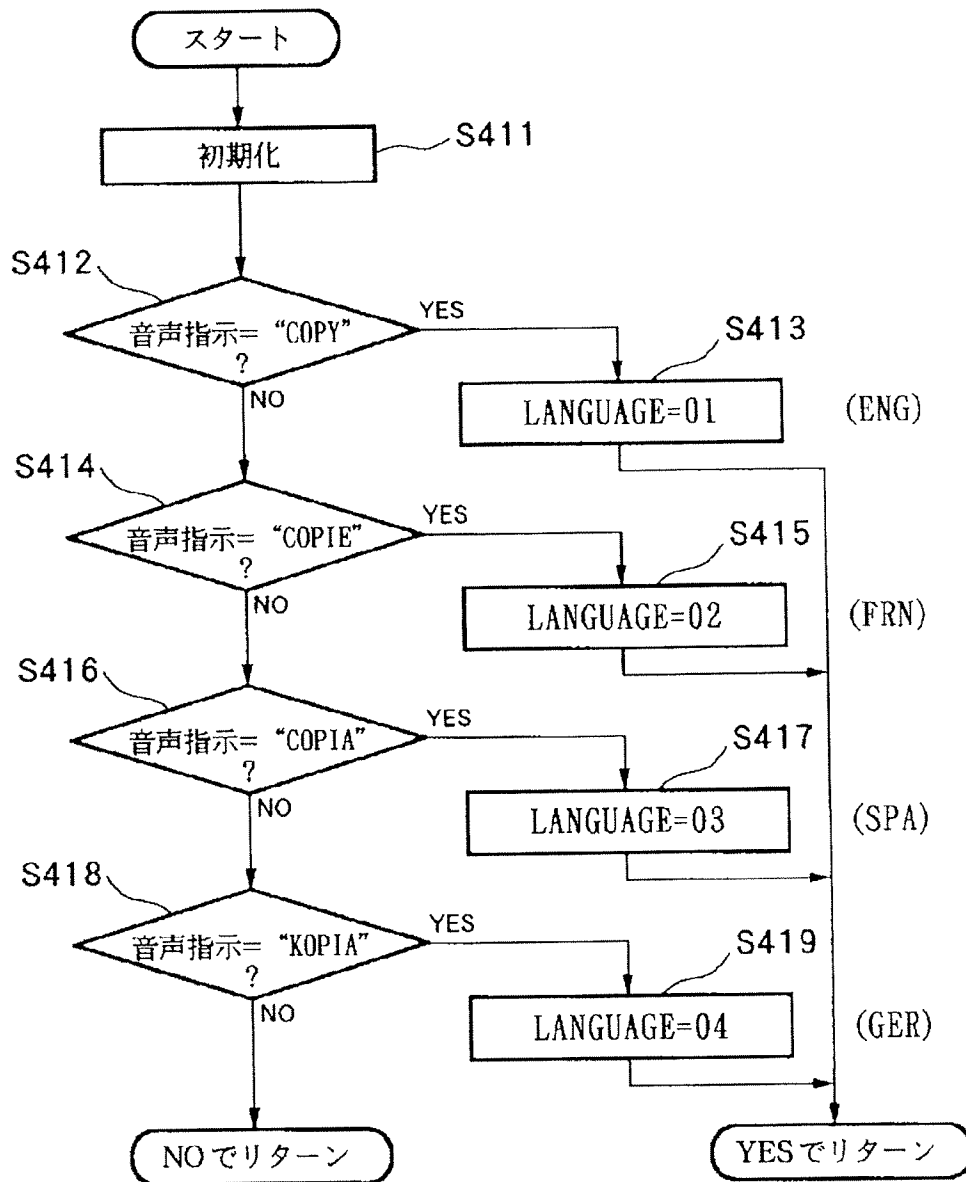 スタート
初期化
S411
S412
音声指示= “COPY”
?
YES
NO
S413
LANGUAGE=01
(ENG)
S414
音声指示= “COPIE”
?
YES
NO
S415
LANGUAGE=02
(FRN)
S416
音声指示= “COPIA”
?
YES
NO
S417
LANGUAGE=03
(SPA)
S418
音声指示= “KOPIA”
?
YES
NO
S419
LANGUAGE=04
(GER)
NOでリターン
YESでリターン